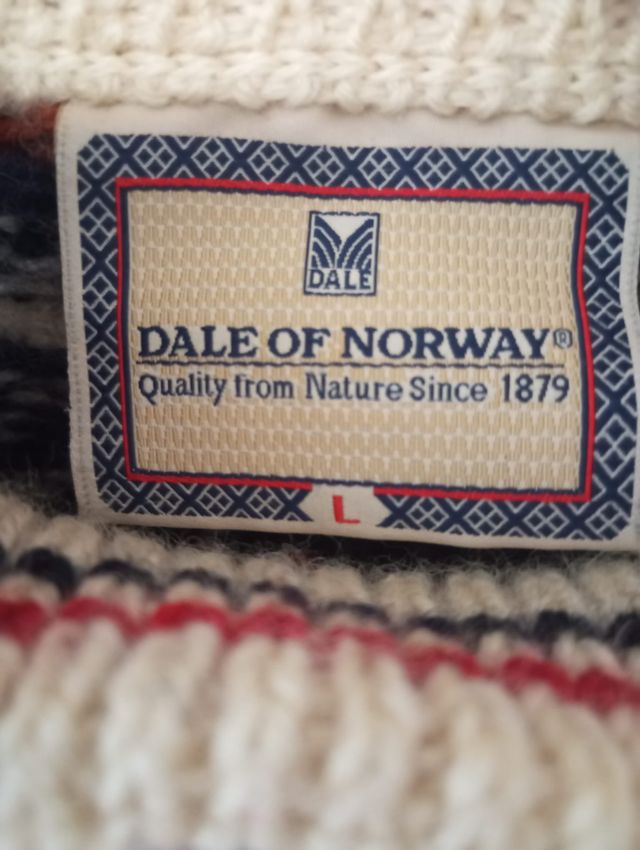 DALE
DALE OF NORWAY®
Quality from Nature Since 1879
L